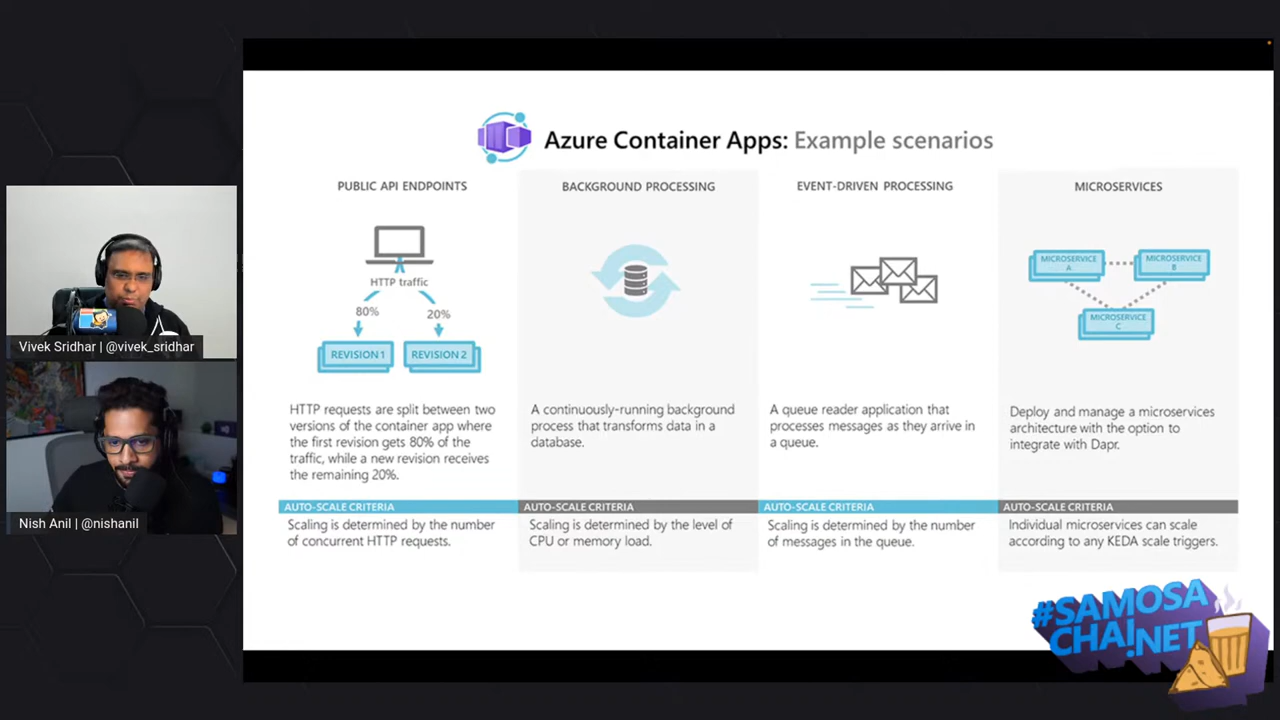 Azure Container Apps: Example scenarios
PUBLIC API ENDPOINTS
HTTP traffic
80%
20%
REVISION 1
REVISION 2
HTTP requests are split between two
versions of the container app where
the first revision gets 80% of the
traffic, while a new revision receives
the remaining 20%.
AUTO-SCALE CRITERIA
Scaling is determined by the number
of concurrent HTTP requests.
BACKGROUND PROCESSING
A continuously-running background
process that transforms data in a
database.
AUTO-SCALE CRITERIA
Scaling is determined by the level of
CPU or memory load.
EVENT-DRIVEN PROCESSING
A queue reader application that
processes messages as they arrive in
a queue.
AUTO-SCALE CRITERIA
Scaling is determined by the number
of messages in the queue.
MICROSERVICES
MICROSERVICE
A
MICROSERVICE
B
MICROSERVICE
C
Deploy and manage a microservices
architecture with the option to
integrate with Dapr.
AUTO-SCALE CRITERIA
Individual microservices can scale
according to any KEDA scale triggers.
Vivek Sridhar | @vivek_sridhar
Nish Anil | @nishanil
#SAMOSA
CHAI.NET